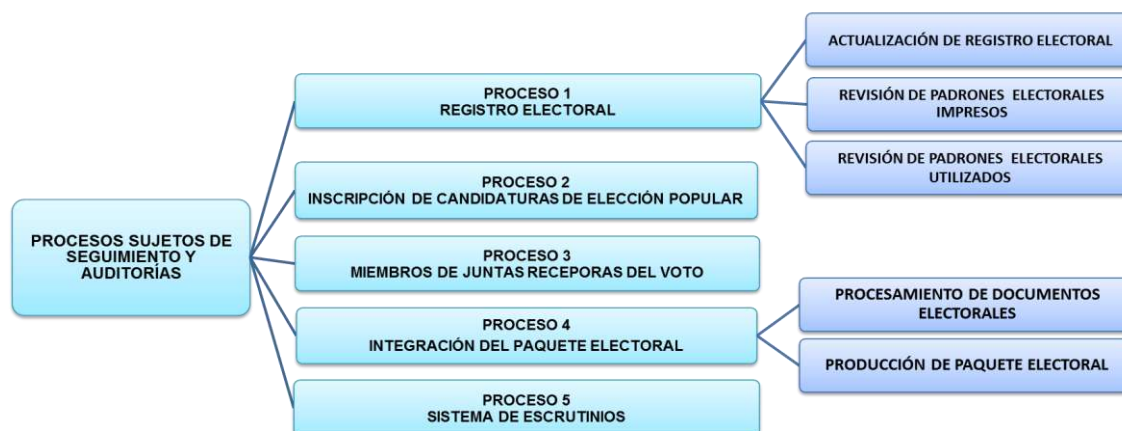 PROCESOS SUJETOS DE
SEGUIMIENTO Y
AUDITORÍAS
PROCESO 1
REGISTRO ELECTORAL
ACTUALIZACIÓN DE REGISTRO ELECTORAL
REVISIÓN DE PADRONES ELECTORALES
IMPRESOS
REVISIÓN DE PADRONES ELECTORALES
UTILIZADOS
PROCESO 2
INSCRIPCIÓN DE CANDIDATURAS DE ELECCIÓN POPULAR
PROCESO 3
MIEMBROS DE JUNTAS RECEPORAS DEL VOTO
PROCESO 4
INTEGRACIÓN DEL PAQUETE ELECTORAL
PROCESAMIENTO DE DOCUMENTOS
ELECTORALES
PRODUCCIÓN DE PAQUETE ELECTORAL
PROCESO 5
SISTEMA DE ESCRUTINIOS